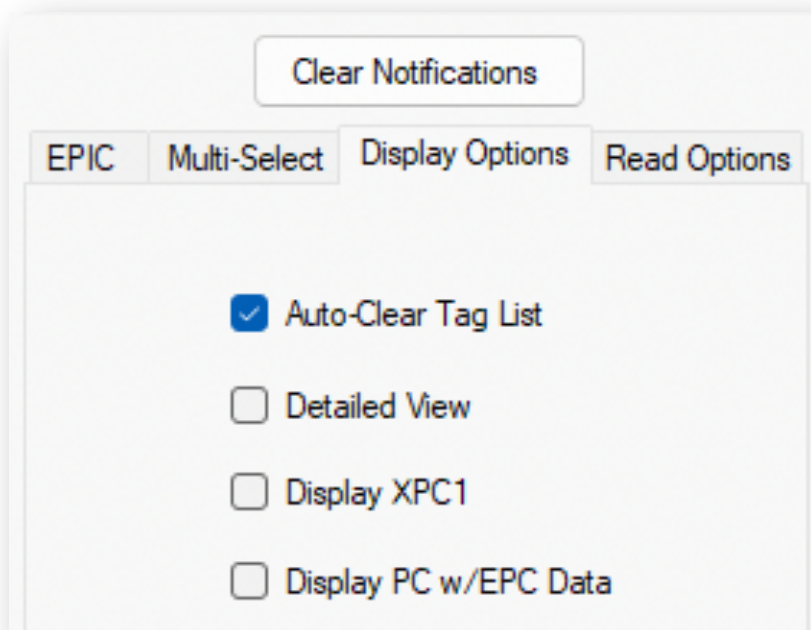 Clear Notifications
EPIC Multi-Select Display Options Read Options
Auto-Clear Tag List
Detailed View
Display XPC1
Display PC w/EPC Data